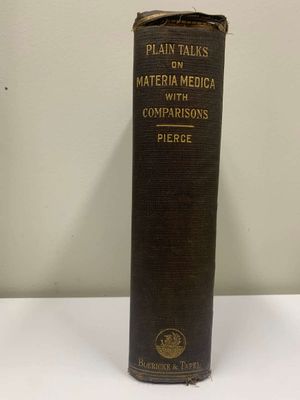 PLAIN TALKS
ON
MATERIA MEDICA
WITH
COMPARISONS
PIERCE
BOERICKE & TAFEL